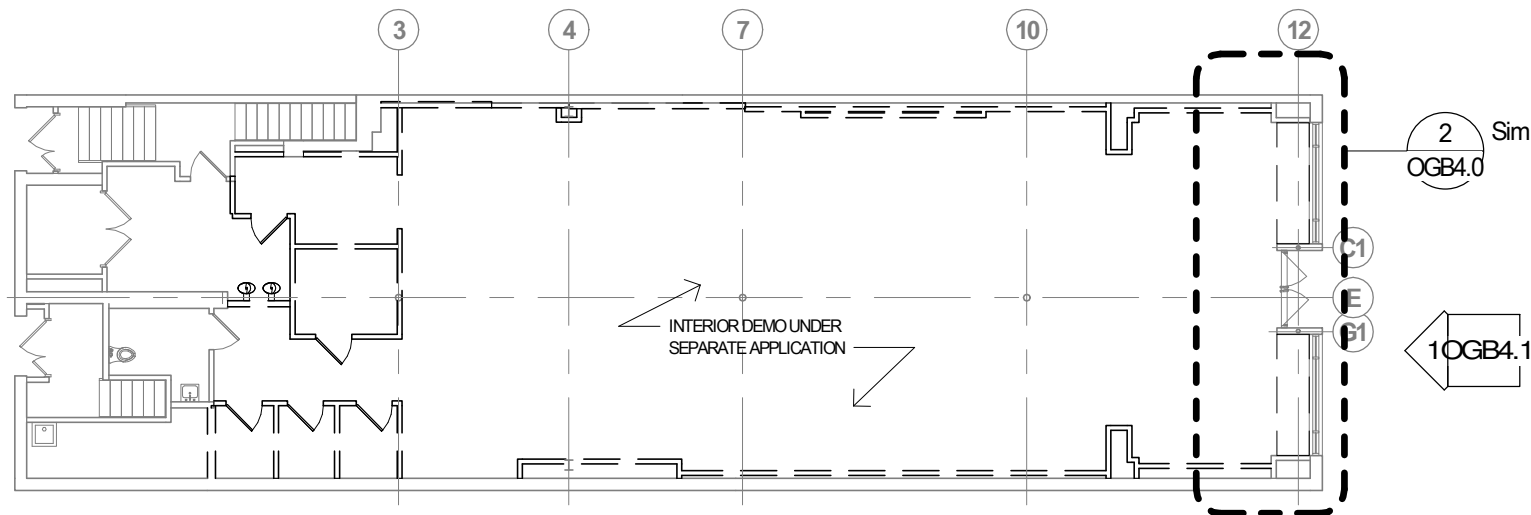 3
4
7
10
12
2
Sim
OGB4.0
C1
E
G1
INTERIOR DEMO UNDER
SEPARATE APPLICATION
1OGB4.1